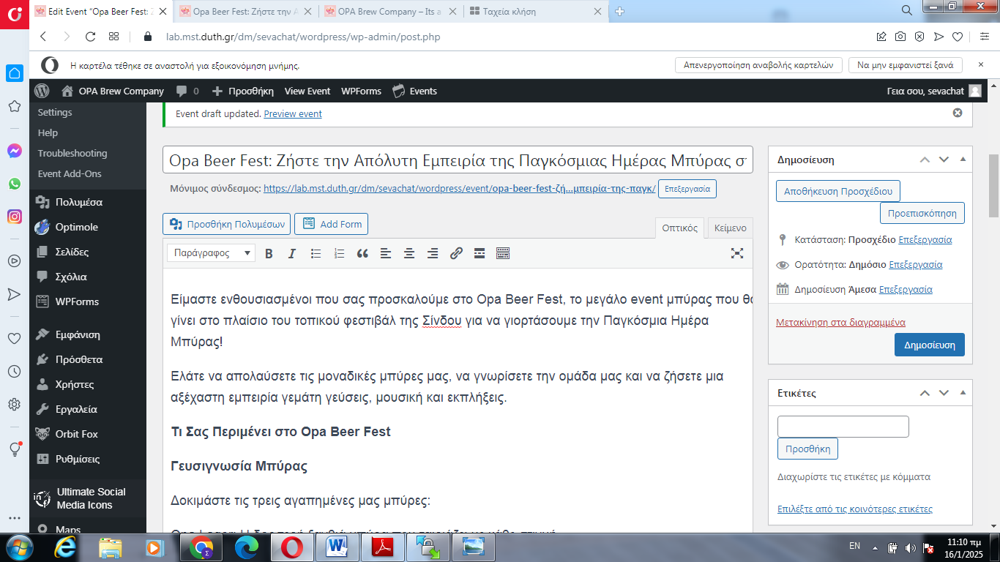 Edit Event “Opa Beer Fest: Ζ
Opa Beer Fest: Ζήστε την Α
OPA Brew Company – Its a
Ταχεία κλήση
lab.mst.duth.gr/dm/sevachat/wordpress/wp-admin/post.php
Η καρτέλα τέθηκε σε αναστολή για εξοικονόμηση μνήμης.
Απενεργοποίηση αναβολής καρτελών
Να μην εμφανιστεί ξανά
OPA Brew Company
0
Προσθήκη
View Event
WPForms
Events
Γεια σου, sevachat
Settings
Help
Troubleshooting
Event Add-Ons
Πολυμέσα
Optimole
Σελίδες
Σχόλια
WPForms
Εμφάνιση
Πρόσθετα
Χρήστες
Εργαλεία
Orbit Fox
Ρυθμίσεις
Ultimate Social
Media Icons
Maps
Event draft updated. Preview event
Opa Beer Fest: Ζήστε την Απόλυτη Εμπειρία της Παγκόσμιας Ημέρας Μπύρας στ
Μόνιμος σύνδεσμος: https://lab.mst.duth.gr/dm/sevachat/wordpress/event/opa-beer-fest-ζή...μπειρία-της-παγκ/
Επεξεργασία
Προσθήκη Πολυμέσων
Add Form
Οπτικός
Κείμενο
Παράγραφος
B
I
Είμαστε ενθουσιασμένοι που σας προσκαλούμε στο Opa Beer Fest, το μεγάλο event μπύρας που θα
γίνει στο πλαίσιο του τοπικού φεστιβάλ της Σίνδου για να γιορτάσουμε την Παγκόσμια Ημέρα
Μπύρας!
Ελάτε να απολαύσετε τις μοναδικές μπύρες μας, να γνωρίσετε την ομάδα μας και να ζήσετε μια
αξέχαστη εμπειρία γεμάτη γεύσεις, μουσική και εκπλήξεις.
Τι Σας Περιμένει στο Opa Beer Fest
Γευσιγνωσία Μπύρας
Δοκιμάστε τις τρεις αγαπημένες μας μπύρες:
Δημοσίευση
Αποθήκευση Προσχέδιου
Προεπισκόπηση
Κατάσταση: Προσχέδιο Επεξεργασία
Ορατότητα: Δημόσιο Επεξεργασία
Δημοσίευση Άμεσα Επεξεργασία
Μετακίνηση στα διαγραμμένα
Δημοσίευση
Ετικέτες
Προσθήκη
Διαχωρίστε τις ετικέτες με κόμματα
Επιλέξτε από τις κοινότερες ετικέτες
EN
11:10 πμ
16/1/2025